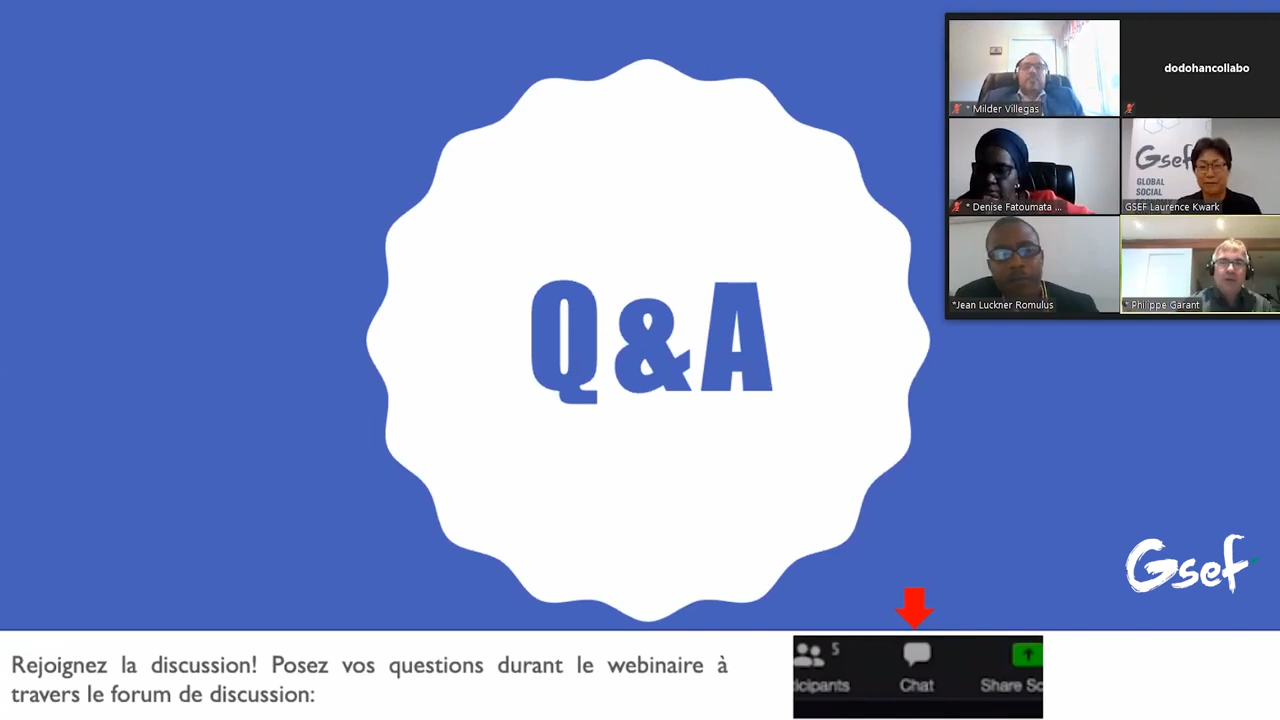 Q&A
* Milder Villegas
dodohancollabo
* Denise Fatoumata ...
Gsef
GLOBAL
SOCIAL
GSEF Laurence Kwark
*Jean Luckner Romulus
* Philippe Garant
Gsef
Rejoignez la discussion! Posez vos questions durant le webinaire à
travers le forum de discussion:
5
icipants
Chat
Share Sc